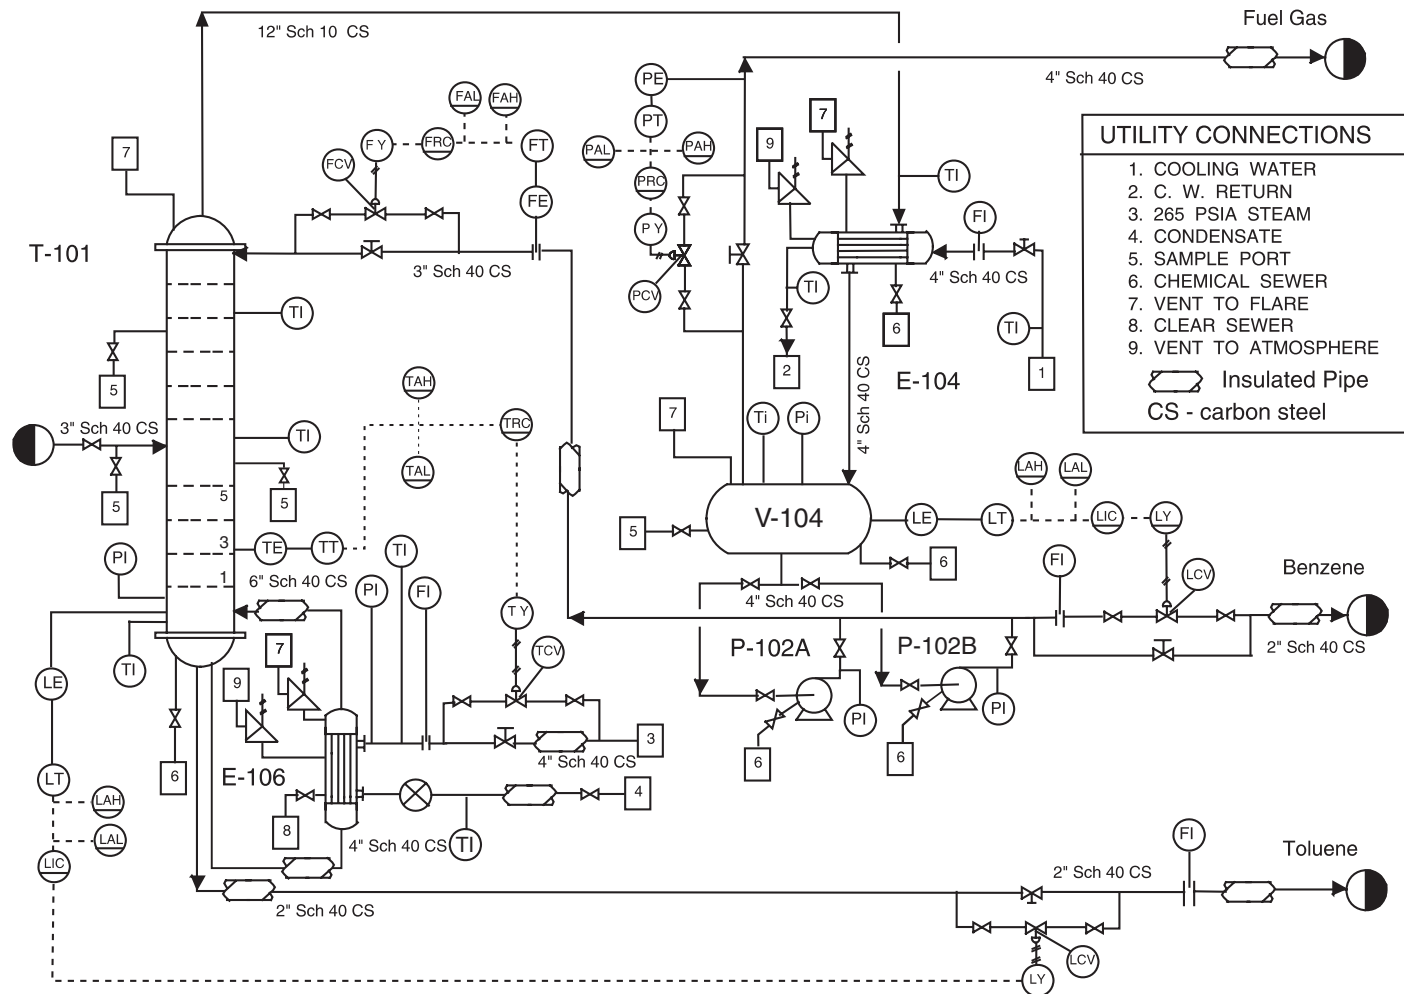 12" Sch 10 CS
Fuel Gas
4" Sch 40 CS
UTILITY CONNECTIONS
1. COOLING WATER
2. C. W. RETURN
3. 265 PSIA STEAM
4. CONDENSATE
5. SAMPLE PORT
6. CHEMICAL SEWER
7. VENT TO FLARE
8. CLEAR SEWER
9. VENT TO ATMOSPHERE
Insulated Pipe
CS - carbon steel
FAL
FAH
FY
FRC
FT
FCV
FE
7
T-101
3" Sch 40 CS
PE
PT
PAL
PAH
PRC
PY
PCV
9
7
TI
FI
4" Sch 40 CS
TI
6
TI
2
E-104
1
4" Sch 40 CS
TI
5
3" Sch 40 CS
TI
5
5
5
3
1
TAH
TAL
TRC
TE
TT
PI
6" Sch 40 CS
TI
PI
FI
TY
TCV
7
Ti
Pi
V-104
5
6
LE
LT
LAH
LAL
LIC
LY
LCV
FI
Benzene
2" Sch 40 CS
4" Sch 40 CS
P-102A
P-102B
PI
PI
6
6
LE
TI
6
9
7
E-106
3
4" Sch 40 CS
4
8
4" Sch 40 CS
TI
LT
LAH
LAL
LIC
2" Sch 40 CS
2" Sch 40 CS
FI
Toluene
LCV
LY